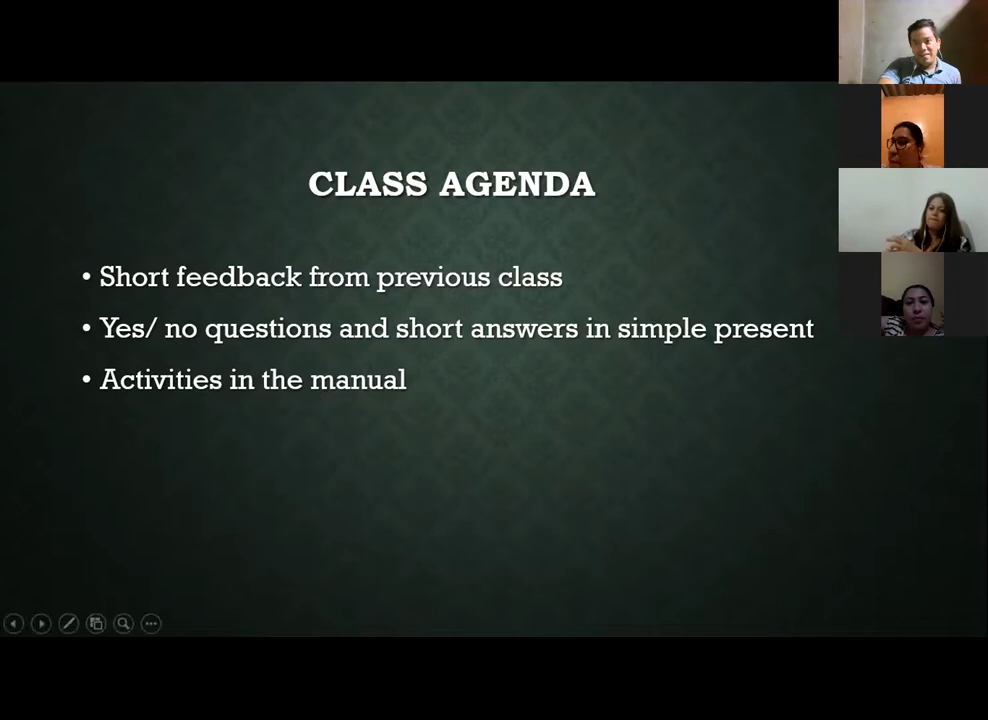 CLASS AGENDA
• Short feedback from previous class
• Yes/ no questions and short answers in simple present
• Activities in the manual